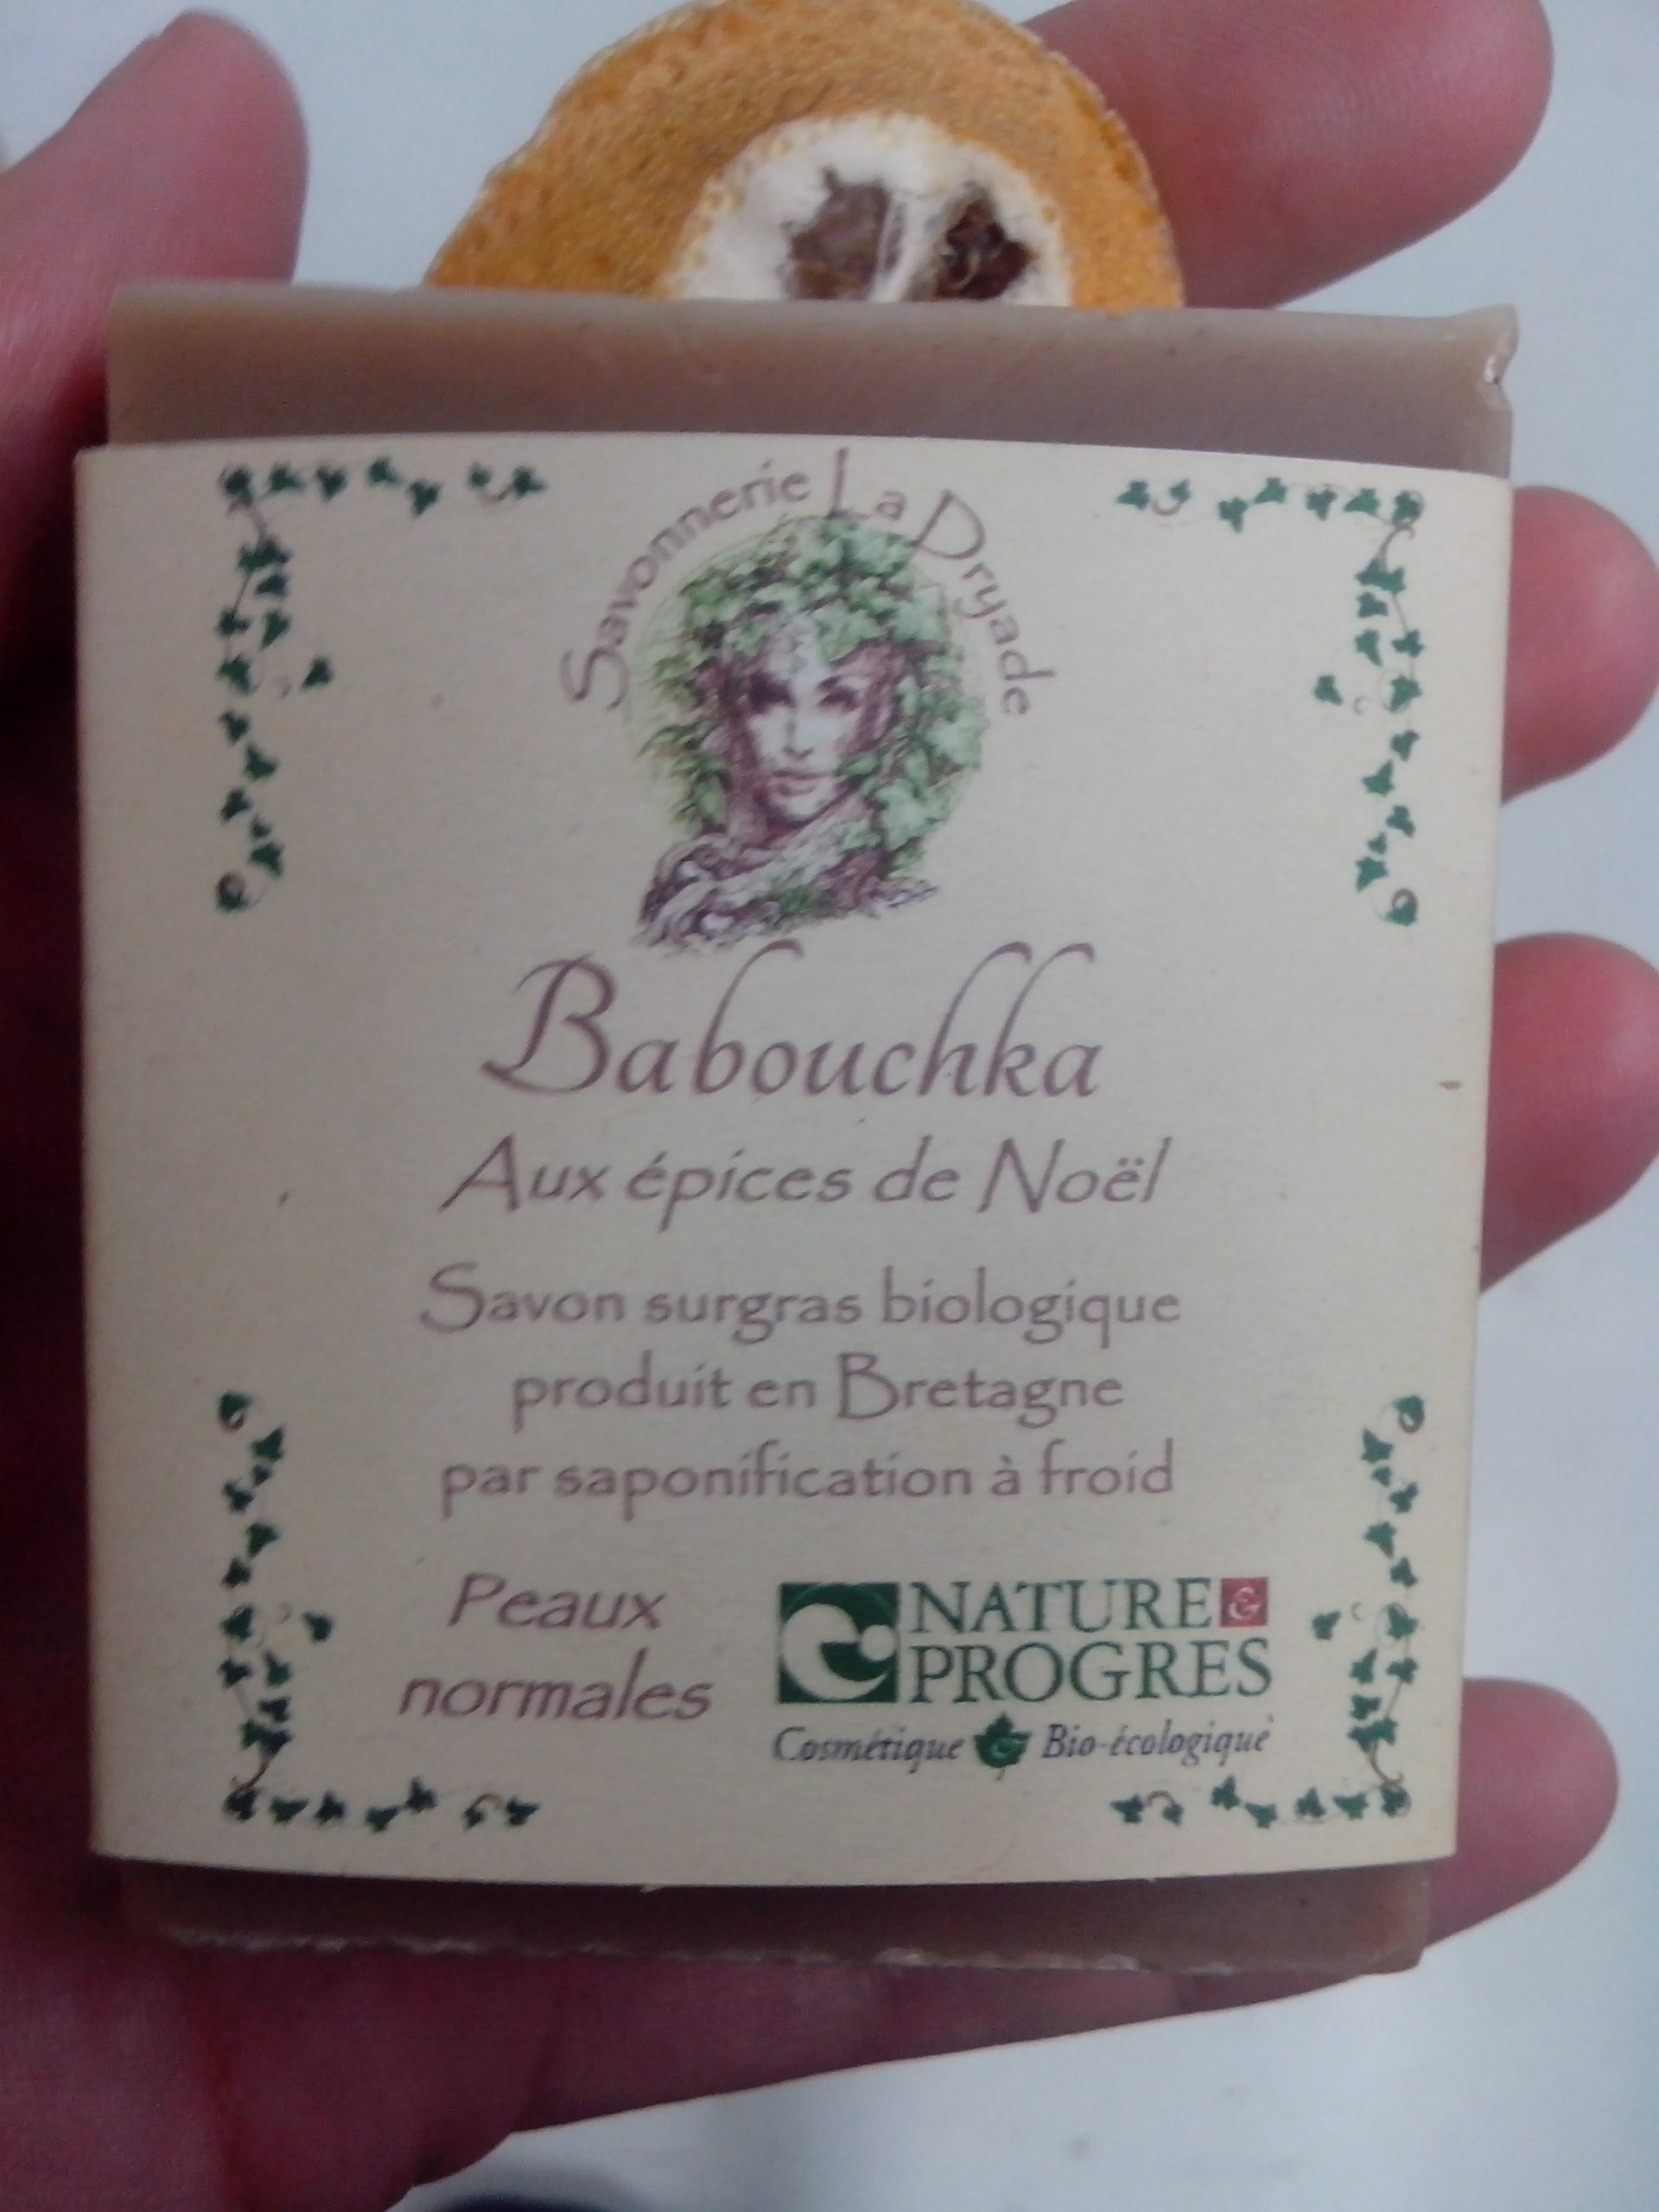 Savonnerie La Dryade
Babouchka
Aux épices de Noël
Savon surgras biologique
produit en Bretagne
par saponification à froid
Peaux
normales
NATURE &
PROGRES
Cosmétique & Bio-écologique